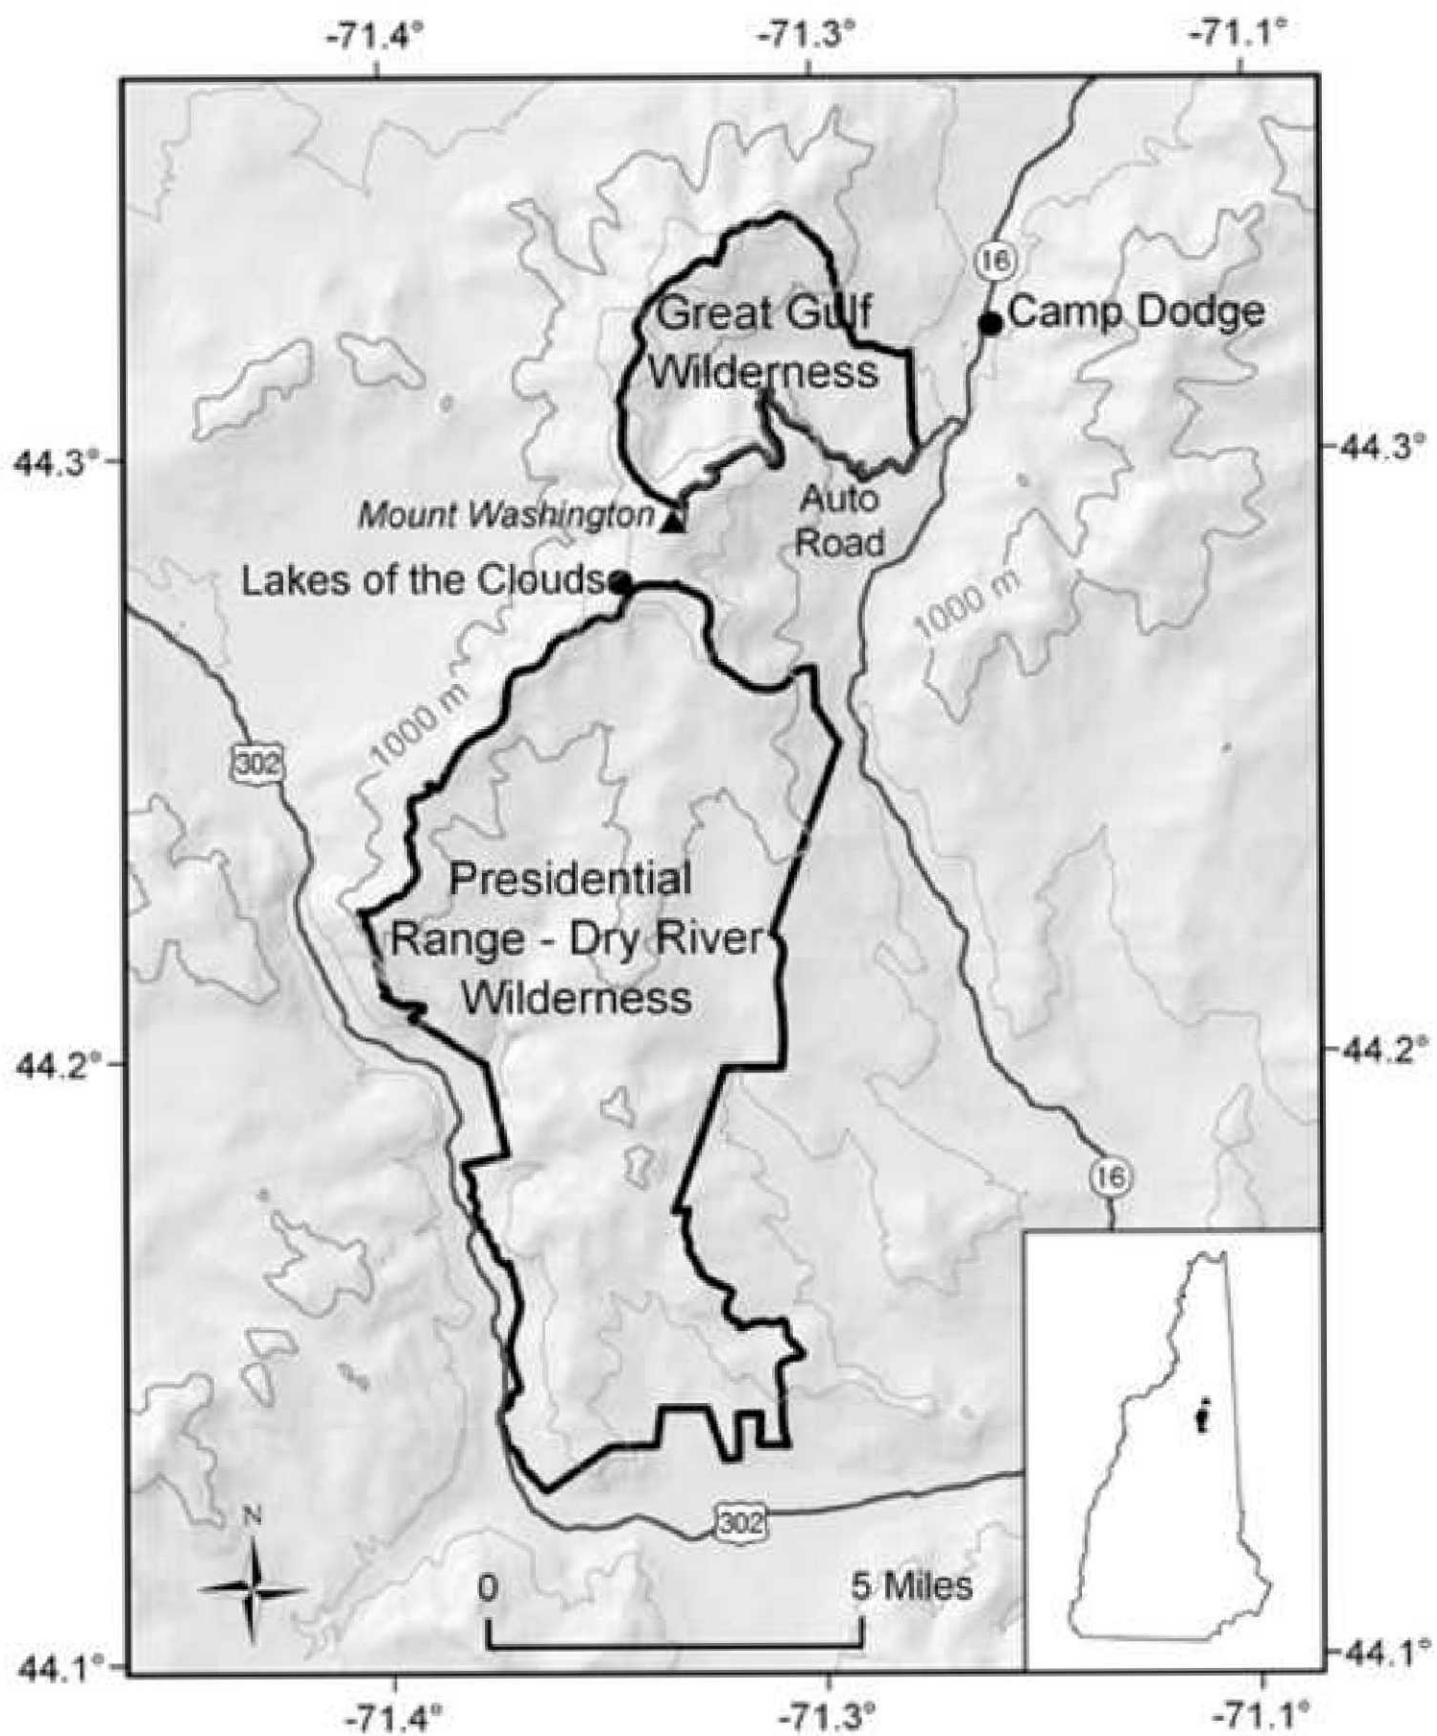 -71.4° -71.3° -71.1°
16
Great Gulf
Wilderness
Camp Dodge
44.3° 44.3°
Mount Washington
Auto
Road
Lakes of the Clouds
1000 m
1000 m
302
Presidential
Range - Dry River
Wilderness
44.2° 44.2°
16
N
302
0 5 Miles
44.1° 44.1°
-71.4° -71.3° -71.1°